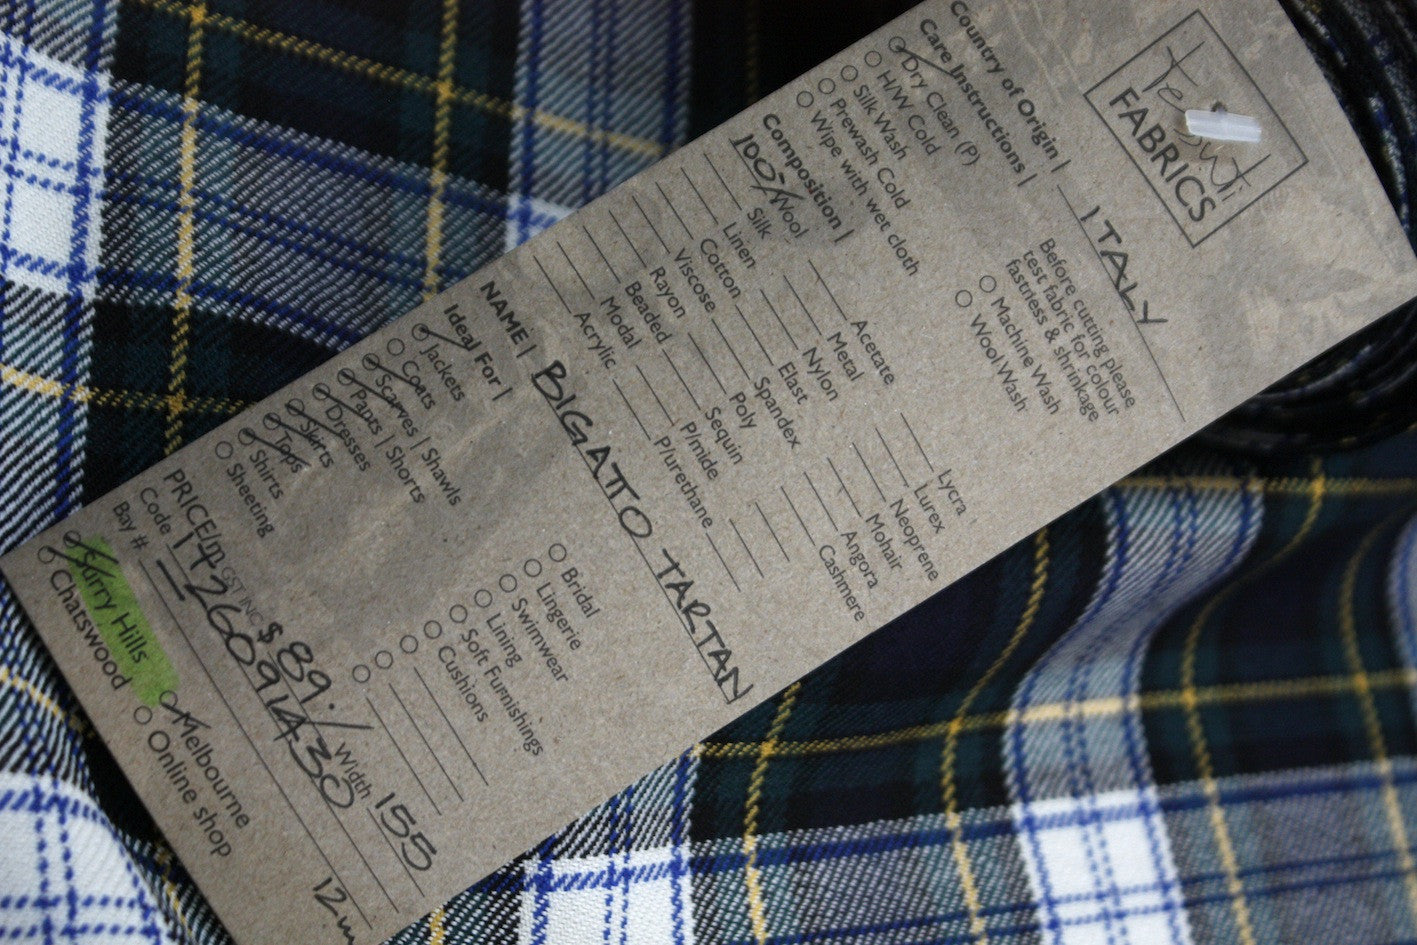 Tessuti
FABRICS
Country of Origin | ITALY
Care Instructions |
Dry Clean (P)
H/W Cold
Silk Wash
Prewash Cold
Wipe with wet cloth
Before cutting please
test fabric for colour
fastness & shrinkage
Machine Wash
Wool Wash
Composition |
100% Wool
Silk
Linen
Cotton
Viscose
Rayon
Beaded
Modal
Acrylic
Acetate
Metal
Nylon
Elast
Spandex
Poly
Sequin
P/mide
P/urethane
Lycra
Lurex
Neoprene
Mohair
Angora
Cashmere
NAME | BIGATTO TARTAN
Ideal For |
Jackets
Coats
Scarves | Shawls
Pants | Shorts
Dresses
Skirts
Tops
Shirts
Sheeting
Bridal
Lingerie
Swimwear
Lining
Soft Furnishings
Cushions
PRICE/m GST INC $89./ Width 155
Code
Bay #
12m
Surry Hills
Chatswood
Melbourne
Online shop